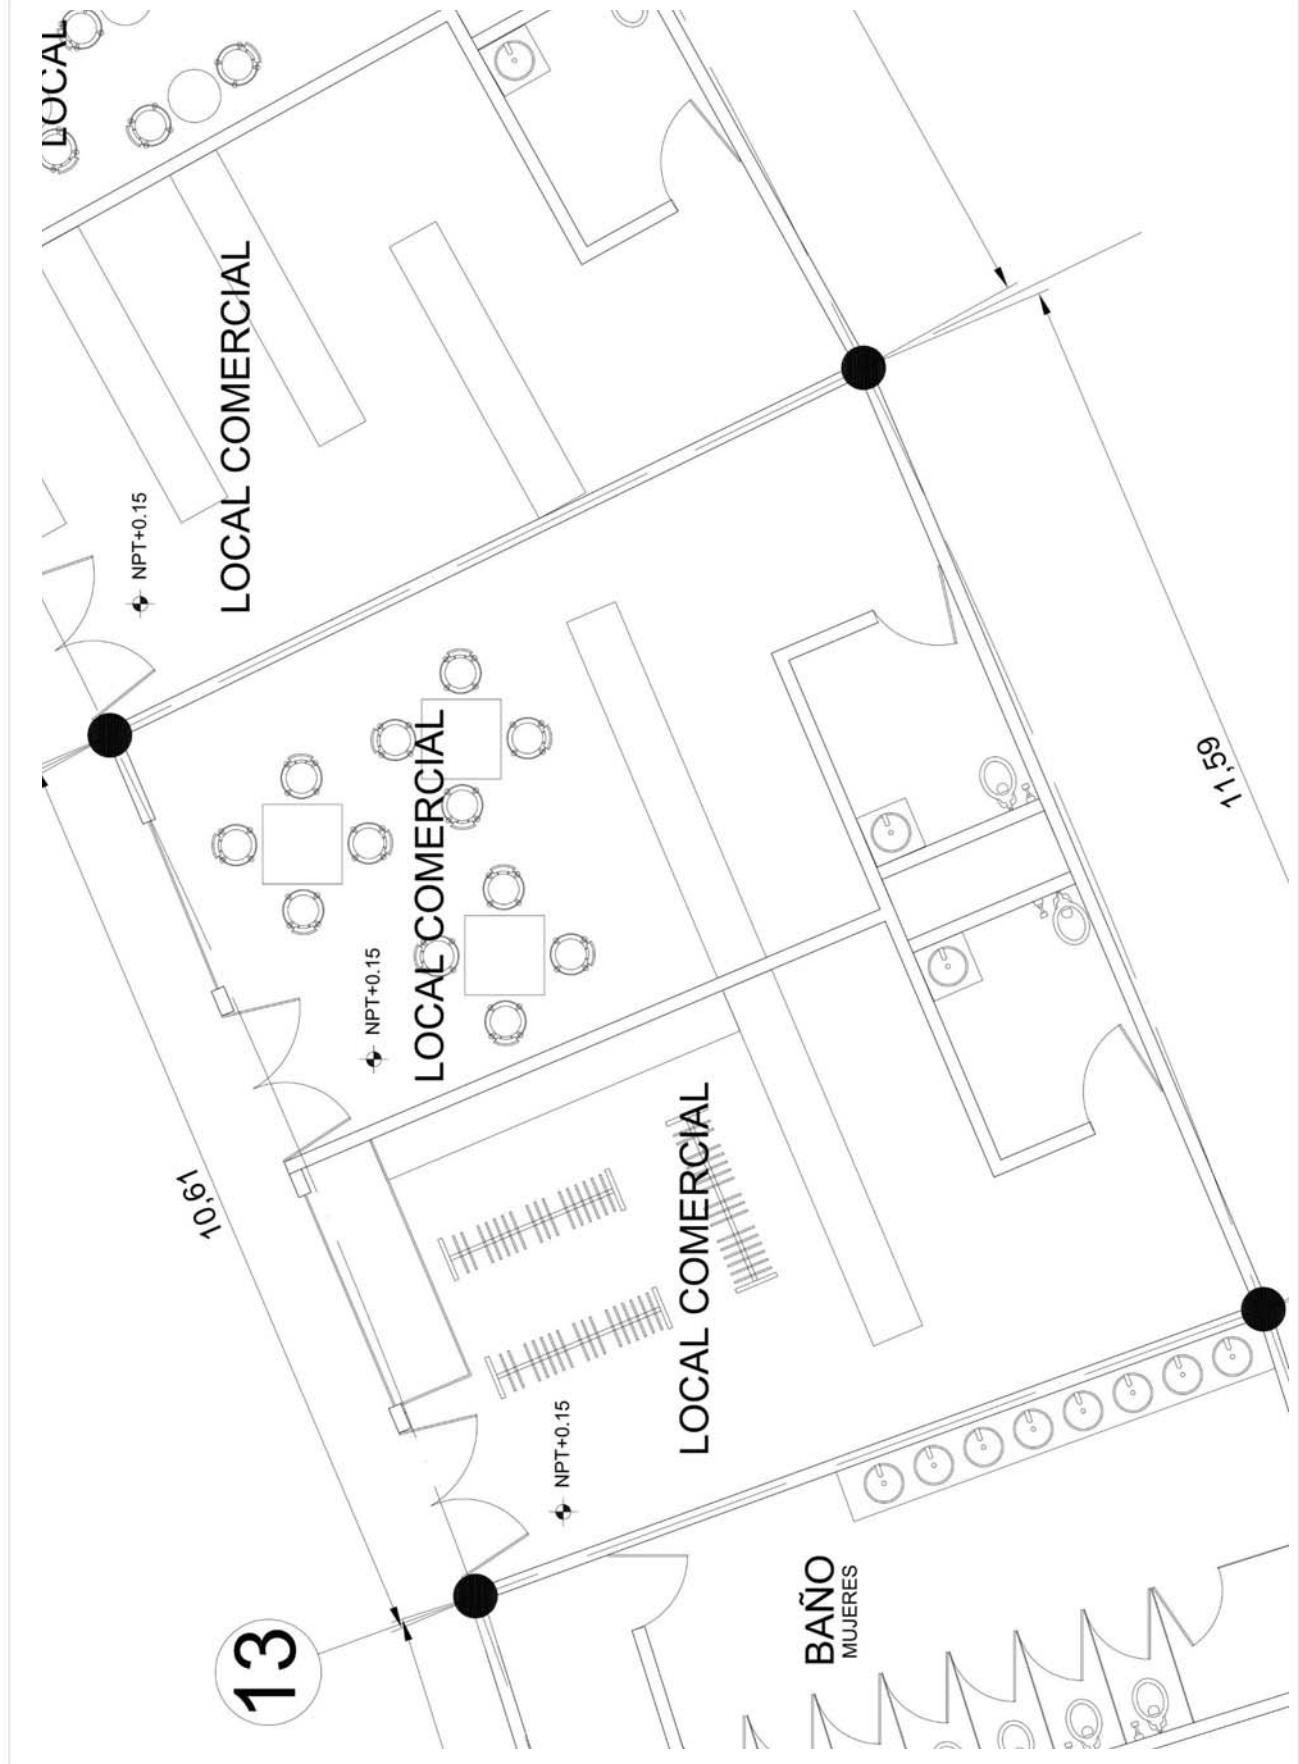 LOCAL
LOCAL COMERCIAL
NPT+0.15
LOCAL COMERCIAL
NPT+0.15
10,61
11,59
LOCAL COMERCIAL
NPT+0.15
13
BAÑO
MUJERES